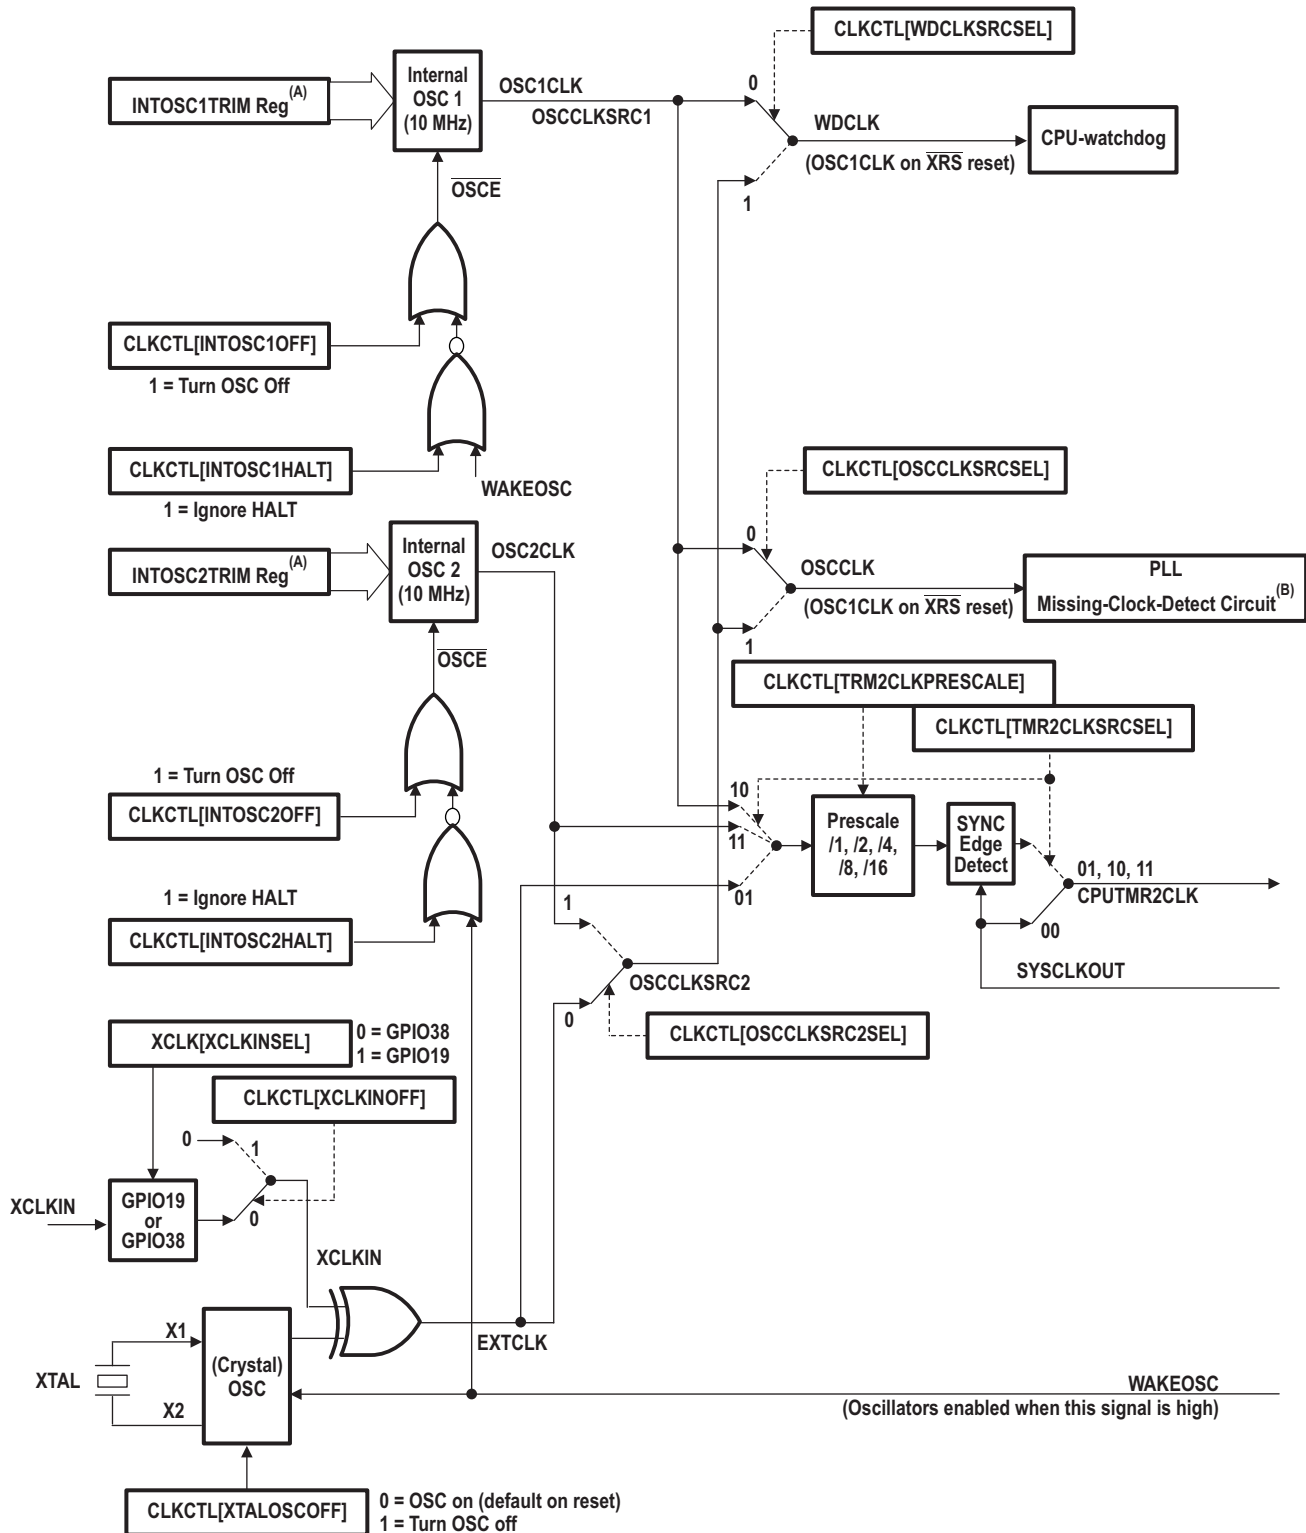 CLKCTL[WDCLKSRCSEL]
INTOSC1TRIM Reg(A)
Internal
OSC 1
(10 MHz)
OSC1CLK
OSCCLKSRC1
0
WDCLK
(OSC1CLK on XRS reset)
CPU-watchdog
1
OSCE
CLKCTL[INTOSC1OFF]
1 = Turn OSC Off
CLKCTL[INTOSC1HALT]
1 = Ignore HALT
WAKEOSC
CLKCTL[OSCCLKSRCSEL]
INTOSC2TRIM Reg(A)
Internal
OSC 2
(10 MHz)
OSC2CLK
0
OSCCLK
(OSC1CLK on XRS reset)
PLL
Missing-Clock-Detect Circuit(B)
1
OSCE
CLKCTL[TRM2CLKPRESCALE]
CLKCTL[TMR2CLKSRCSEL]
1 = Turn OSC Off
CLKCTL[INTOSC2OFF]
10
11
01
Prescale
/1, /2, /4,
/8, /16
SYNC
Edge
Detect
01, 10, 11
CPUTMR2CLK
00
SYSCLKOUT
1 = Ignore HALT
CLKCTL[INTOSC2HALT]
1
OSCCLKSRC2
0
CLKCTL[OSCCLKSRC2SEL]
XCLK[XCLKINSEL]
0 = GPIO38
1 = GPIO19
CLKCTL[XCLKINOFF]
0
1
XCLKIN
GPIO19
or
GPIO38
0
XCLKIN
EXTCLK
XTAL
X1
X2
(Crystal)
OSC
WAKEOSC
(Oscillators enabled when this signal is high)
CLKCTL[XTALOSCOFF]
0 = OSC on (default on reset)
1 = Turn OSC off